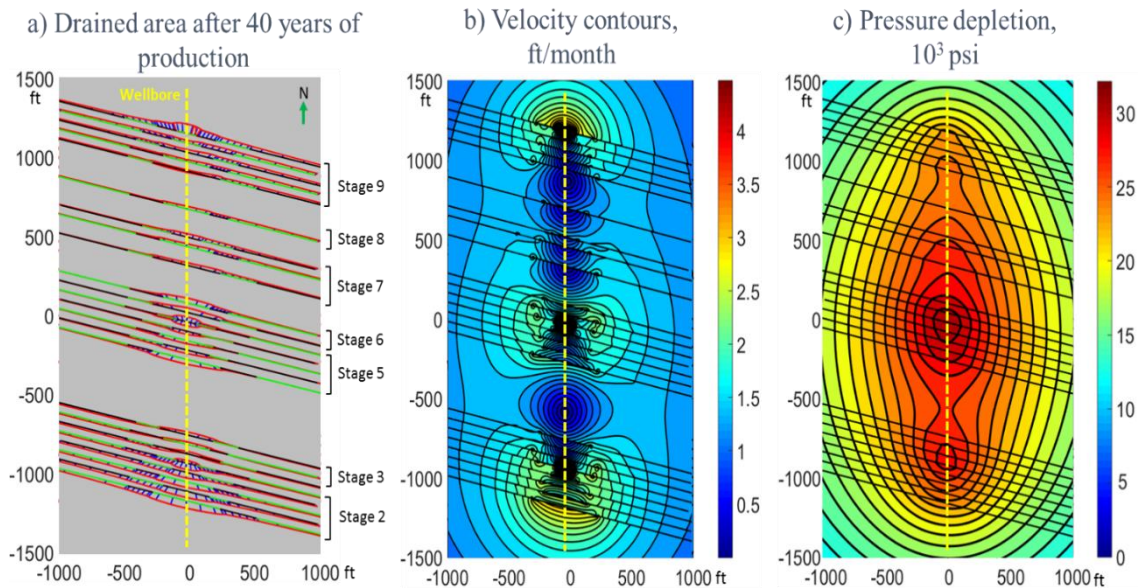 a) Drained area after 40 years of
production
b) Velocity contours,
ft/month
c) Pressure depletion,
10³ psi
1500
ft
1000
500
0
-500
-1000
-1500
-1000
-500
0
500
1000
ft
Wellbore
N
Stage 9
Stage 8
Stage 7
Stage 6
Stage 5
Stage 3
Stage 2
1500
ft
1000
500
0
-500
-1000
-1500
-1000
-500
0
500
1000
ft
4
3.5
3
2.5
2
1.5
1
0.5
1500
ft
1000
500
0
-500
-1000
-1500
-1000
-500
0
500
1000
ft
30
25
20
15
10
5
0